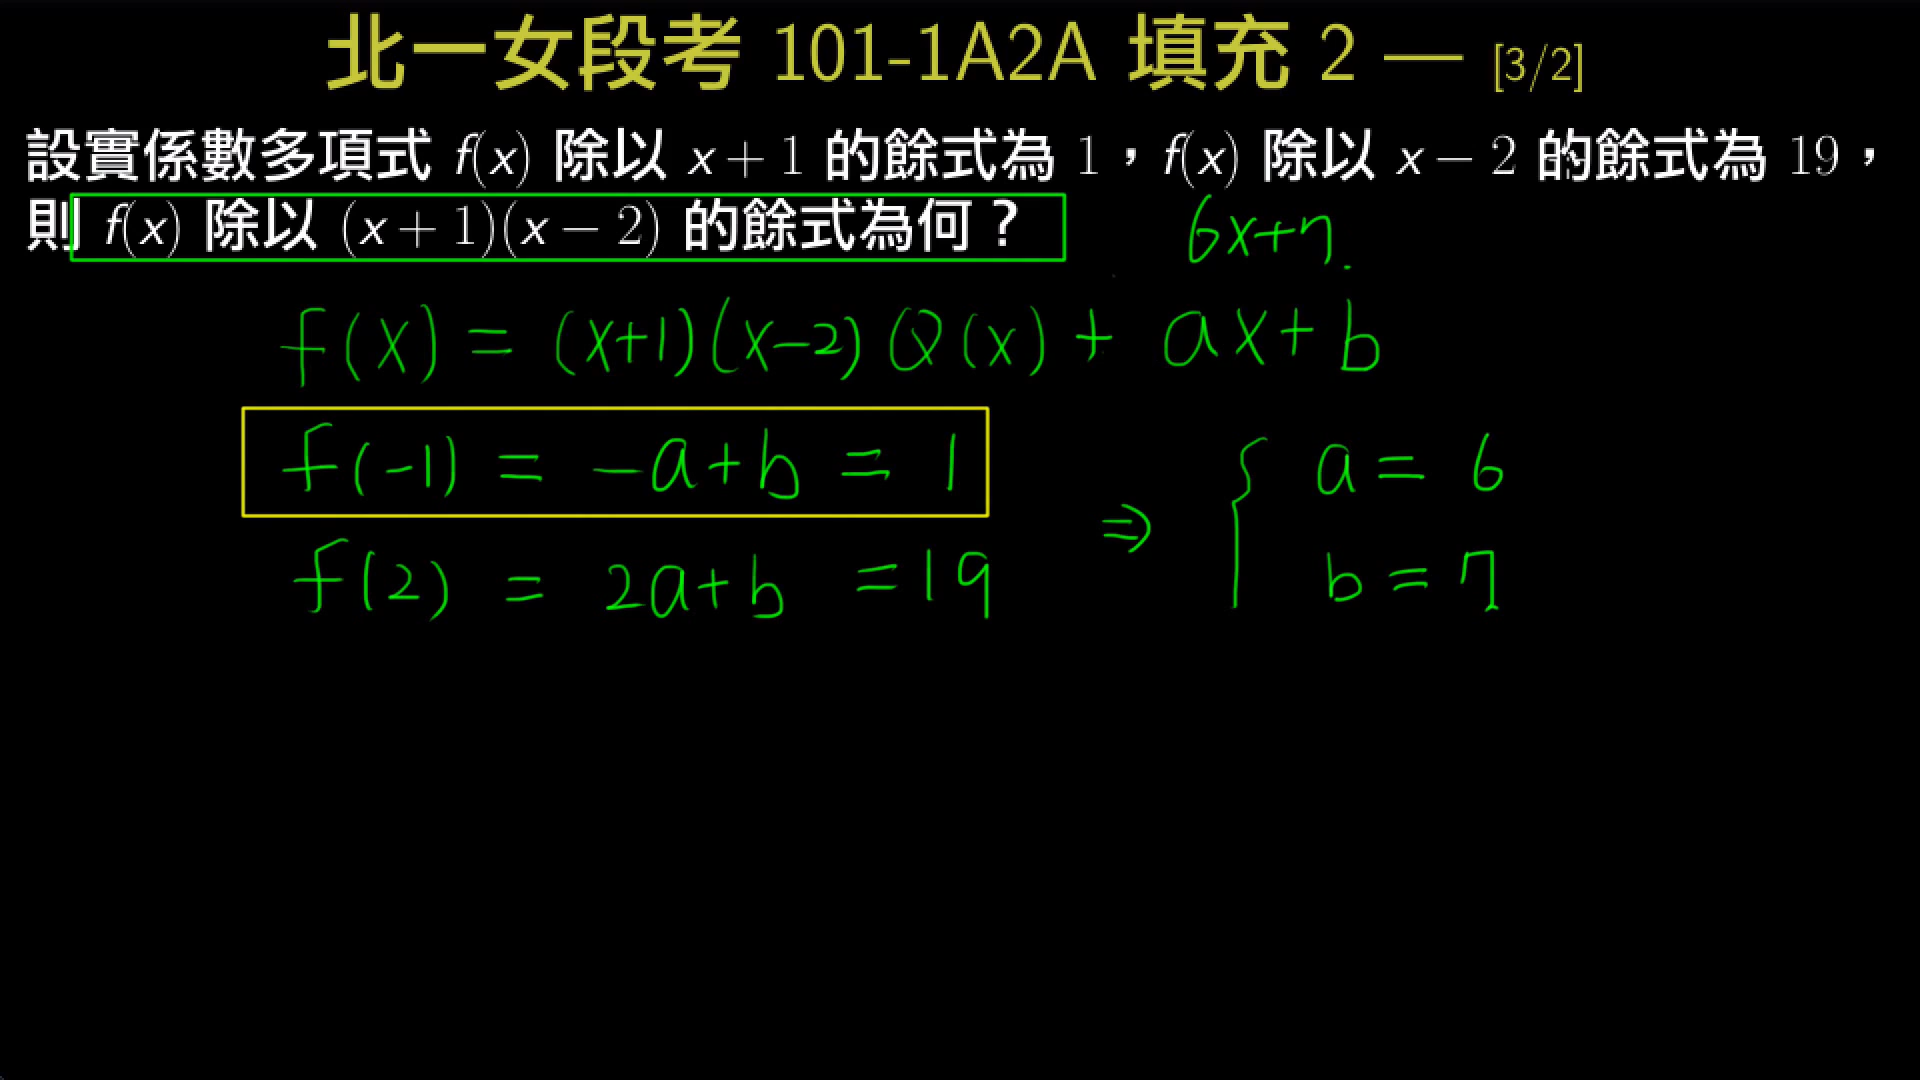 北一女段考 101-1A2A 填充 2 — [3/2]
設實係數多項式 f(x) 除以 x + 1 的餘式為 1，f(x) 除以 x − 2 的餘式為 19，
則 f(x) 除以 (x + 1)(x − 2) 的餘式為何？ 6x+7.
f(x) = (x+1)(x-2)Q(x) + ax+b
f(-1) = -a+b = 1
f(2) = 2a+b = 19
⇒ { a = 6
b = 7